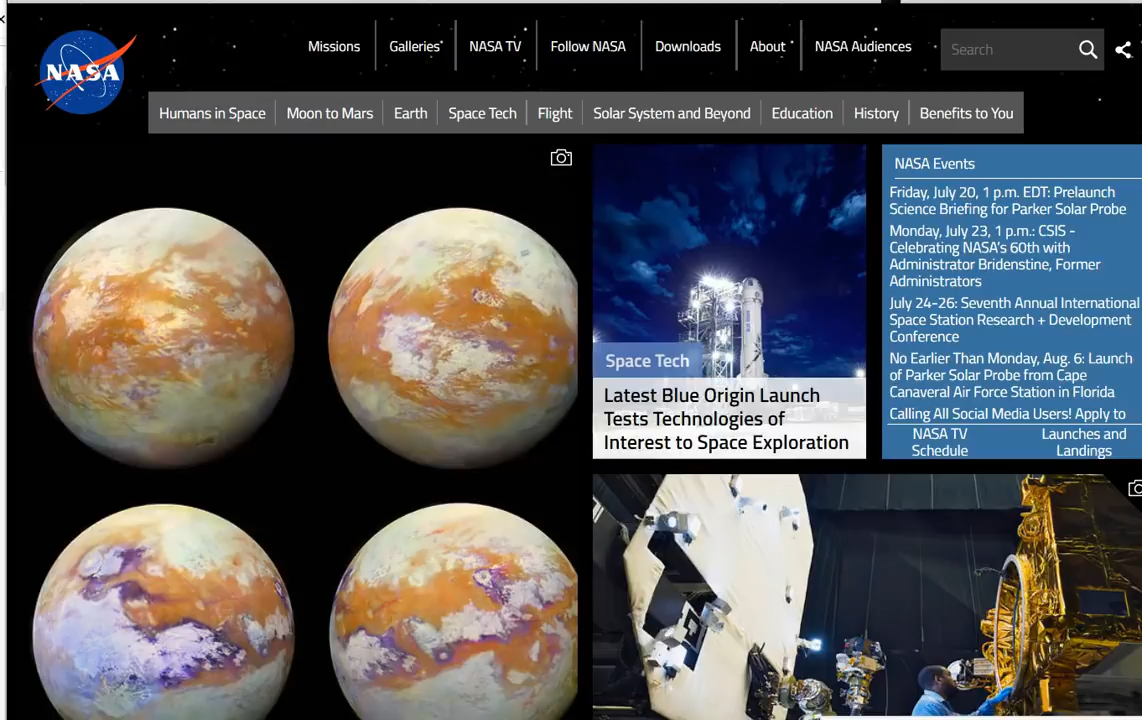 NASA
Missions
Galleries
NASA TV
Follow NASA
Downloads
About
NASA Audiences
Search
Humans in Space
Moon to Mars
Earth
Space Tech
Flight
Solar System and Beyond
Education
History
Benefits to You
Space Tech
Latest Blue Origin Launch
Tests Technologies of
Interest to Space Exploration
NASA Events
Friday, July 20, 1 p.m. EDT: Prelaunch
Science Briefing for Parker Solar Probe
Monday, July 23, 1 p.m.: CSIS -
Celebrating NASA's 60th with
Administrator Bridenstine, Former
Administrators
July 24-26: Seventh Annual International
Space Station Research + Development
Conference
No Earlier Than Monday, Aug. 6: Launch
of Parker Solar Probe from Cape
Canaveral Air Force Station in Florida
Calling All Social Media Users! Apply to
NASA TV
Schedule
Launches and
Landings